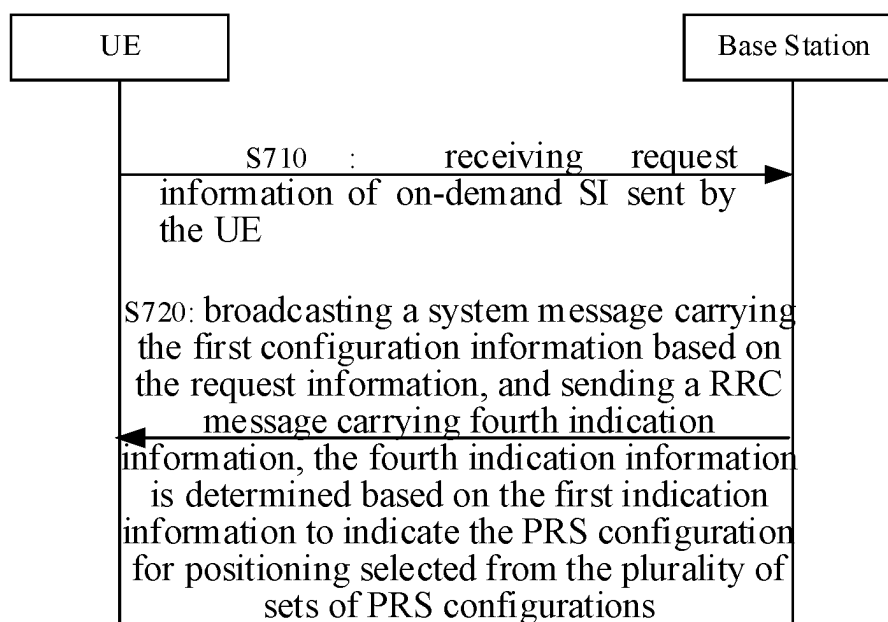 UE
Base Station
S710 : receiving request
information of on-demand SI sent by
the UE
S720: broadcasting a system message carrying
the first configuration information based on
the request information, and sending a RRC
message carrying fourth indication
information, the fourth indication information
is determined based on the first indication
information to indicate the PRS configuration
for positioning selected from the plurality of
sets of PRS configurations